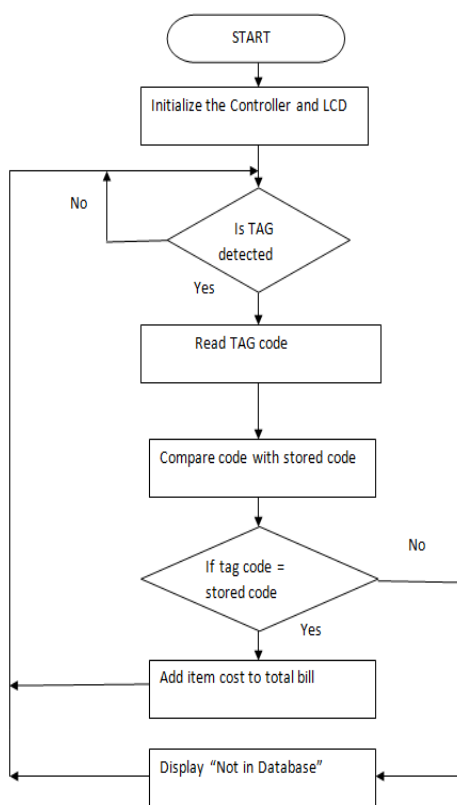 START
Initialize the Controller and LCD
No
Is TAG
detected
Yes
Read TAG code
Compare code with stored code
No
If tag code =
stored code
Yes
Add item cost to total bill
Display “Not in Database”